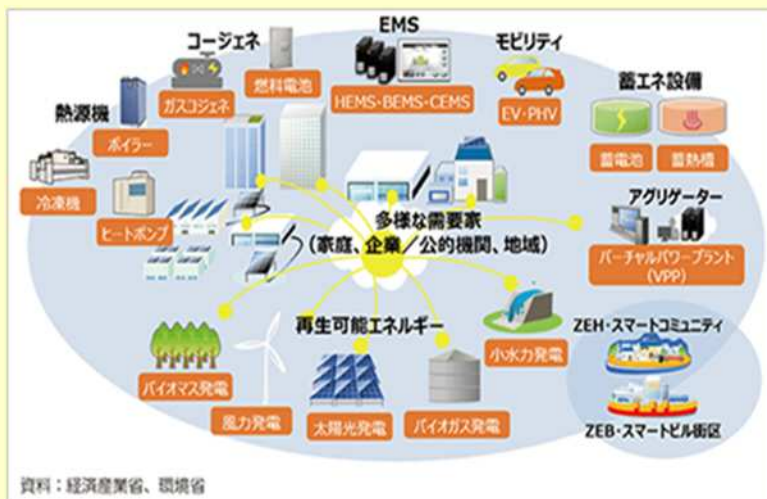 コージェネ
EMS
モビリティ
燃料電池
ガスコジェネ
HEMS・BEMS・CEMS
EV・PHV
蓄エネ設備
熱源機
ボイラー
蓄電池
蓄熱槽
冷凍機
ヒートポンプ
アグリゲーター
多様な需要家
(家庭、企業/公的機関、地域)
バーチャルパワープラント
(VPP)
再生可能エネルギー
小水力発電
ZEH・スマートコミュニティ
バイオマス発電
風力発電
太陽光発電
バイオガス発電
ZEB・スマートビル街区
資料:経済産業省、環境省